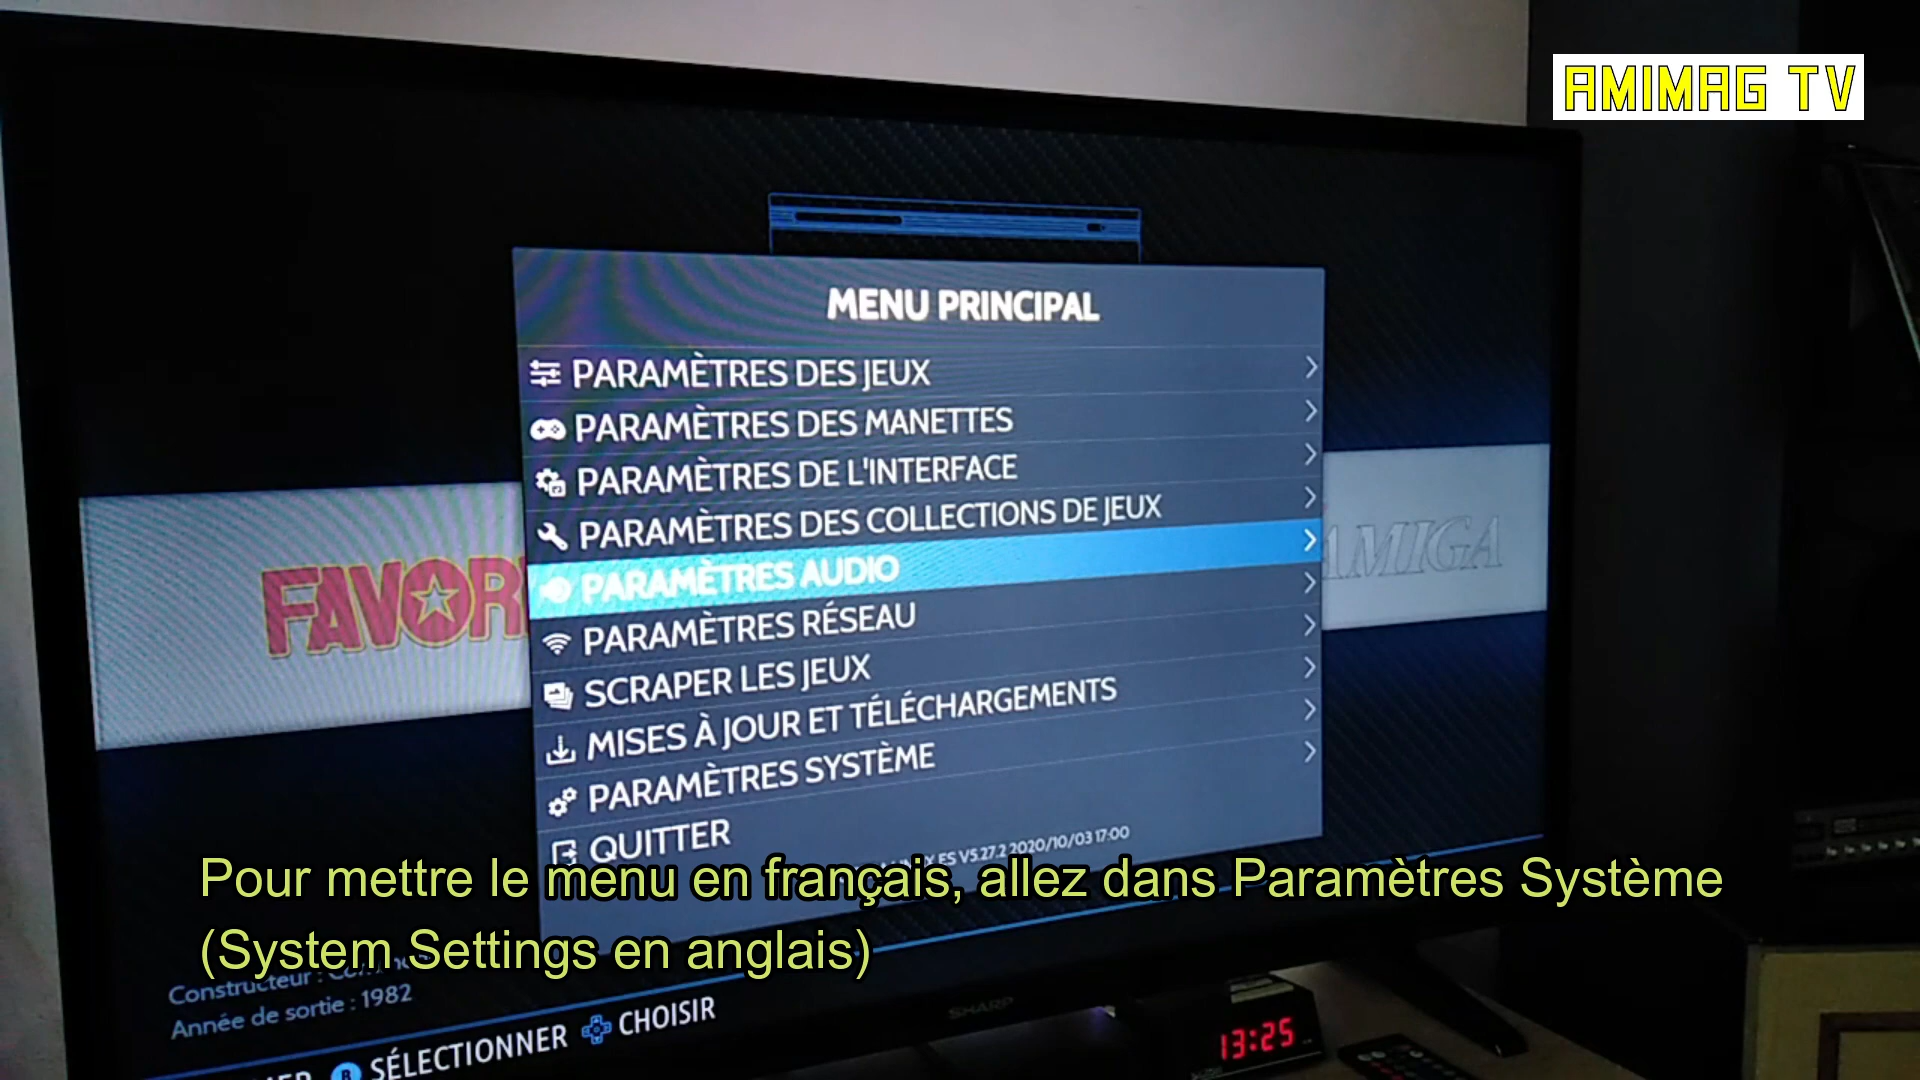 AMIMAG TV
MENU PRINCIPAL
PARAMÈTRES DES JEUX
PARAMÈTRES DES MANETTES
PARAMÈTRES DE L'INTERFACE
PARAMÈTRES DES COLLECTIONS DE JEUX
PARAMÈTRES AUDIO
PARAMÈTRES RÉSEAU
SCRAPER LES JEUX
MISES À JOUR ET TÉLÉCHARGEMENTS
PARAMÈTRES SYSTÈME
QUITTER
ES V5.27.2 2020/10/03 17:00
FAVOR
AMIGA
Pour mettre le menu en français, allez dans Paramètres Système
(System Settings en anglais)
Constructeur :
Année de sortie : 1982
B SÉLECTIONNER CHOISIR
SHARP
13:25